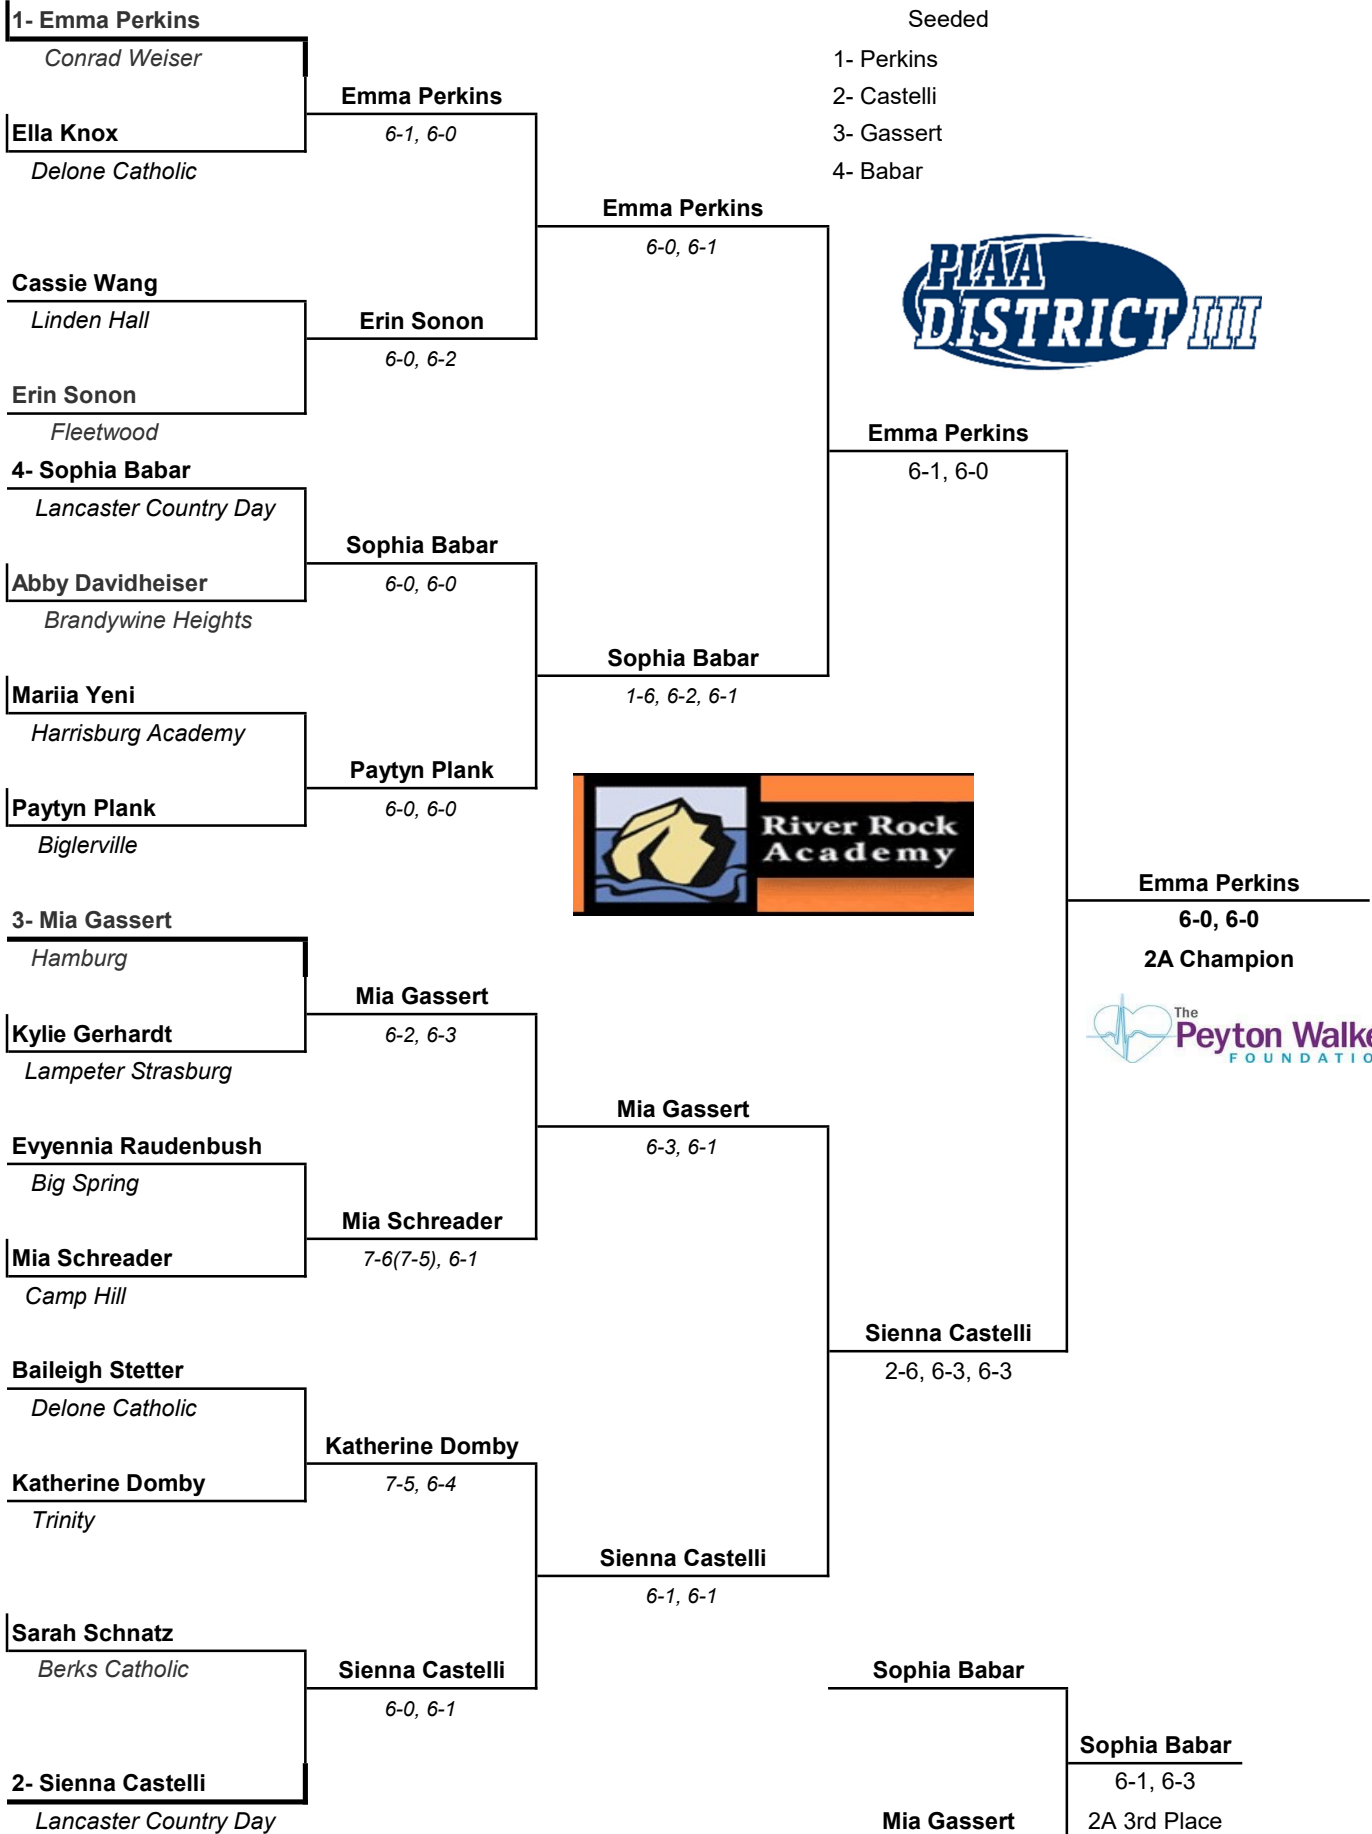 1- Emma Perkins
Seeded
Conrad Weiser
1- Perkins
Emma Perkins
2- Castelli
Ella Knox
6-1, 6-0
3- Gassert
Delone Catholic
4- Babar
Emma Perkins
6-0, 6-1
PIAA
DISTRICT III
Cassie Wang
Linden Hall
Erin Sonon
6-0, 6-2
Erin Sonon
Fleetwood
Emma Perkins
4- Sophia Babar
6-1, 6-0
Lancaster Country Day
Sophia Babar
Abby Davidheiser
6-0, 6-0
Brandywine Heights
Sophia Babar
Mariia Yeni
1-6, 6-2, 6-1
Harrisburg Academy
Paytyn Plank
Paytyn Plank
6-0, 6-0
River Rock
Academy
Biglerville
Emma Perkins
3- Mia Gassert
6-0, 6-0
Hamburg
2A Champion
Mia Gassert
The
Kylie Gerhardt
6-2, 6-3
Peyton Walke
FOUNDATIO
Lampeter Strasburg
Mia Gassert
Evyennia Raudenbush
6-3, 6-1
Big Spring
Mia Schreader
Mia Schreader
7-6(7-5), 6-1
Camp Hill
Sienna Castelli
Baileigh Stetter
2-6, 6-3, 6-3
Delone Catholic
Katherine Domby
Katherine Domby
7-5, 6-4
Trinity
Sienna Castelli
6-1, 6-1
Sarah Schnatz
Berks Catholic
Sienna Castelli
Sophia Babar
6-0, 6-1
Sophia Babar
2- Sienna Castelli
6-1, 6-3
Lancaster Country Day
Mia Gassert
2A 3rd Place